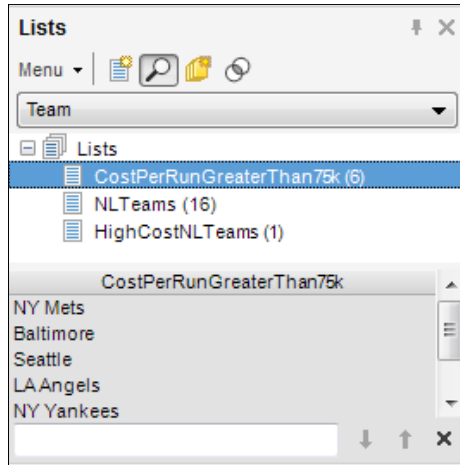 Lists
Menu
Team
Lists
CostPerRunGreaterThan75k (6)
NLTeams (16)
HighCostNLTeams (1)
CostPerRunGreaterThan75k
NY Mets
Baltimore
Seattle
LA Angels
NY Yankees